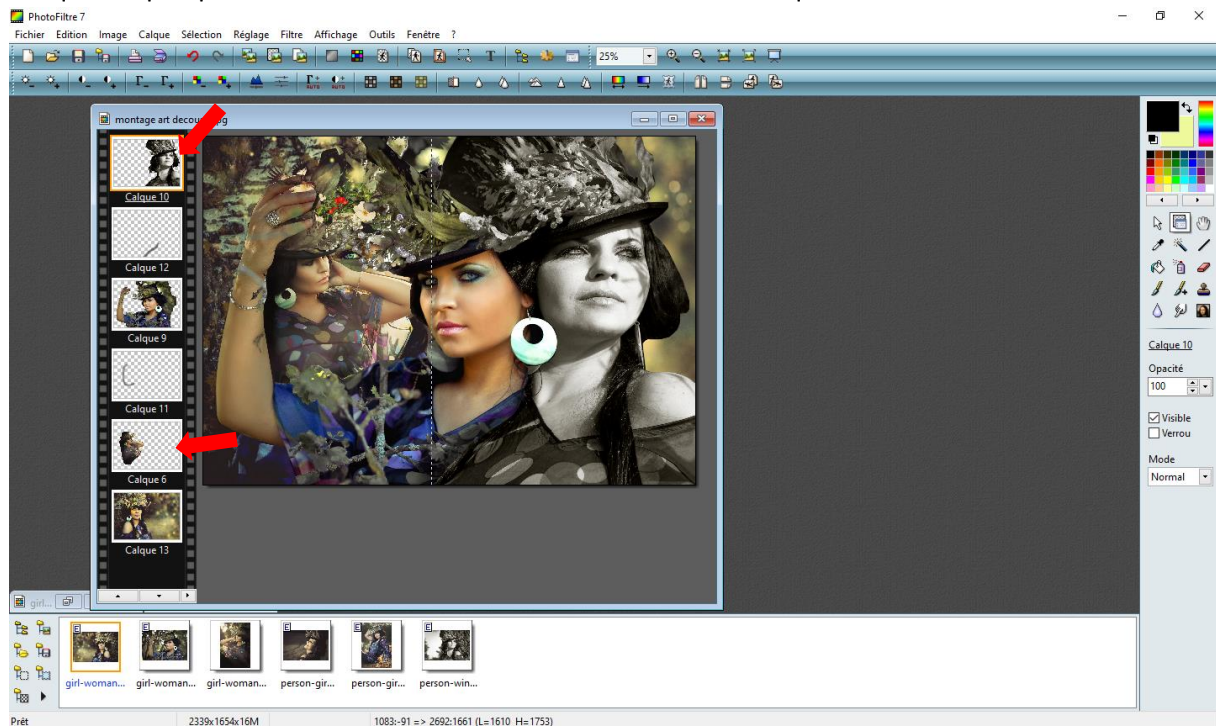 PhotoFiltre 7
Fichier Edition Image Calque Sélection Réglage Filtre Affichage Outils Fenêtre ?
25%
montage art decou
Calque 10
Calque 12
Calque 9
Calque 11
Calque 6
Calque 13
Calque 10
Opacité
100
Visible
Verrou
Mode
Normal
girl...
girl-woman... girl-woman... girl-woman... person-gir... person-gir... person-win...
Prêt 2339x1654x16M 1083:-91 => 2692:1661 (L=1610 H=1753)